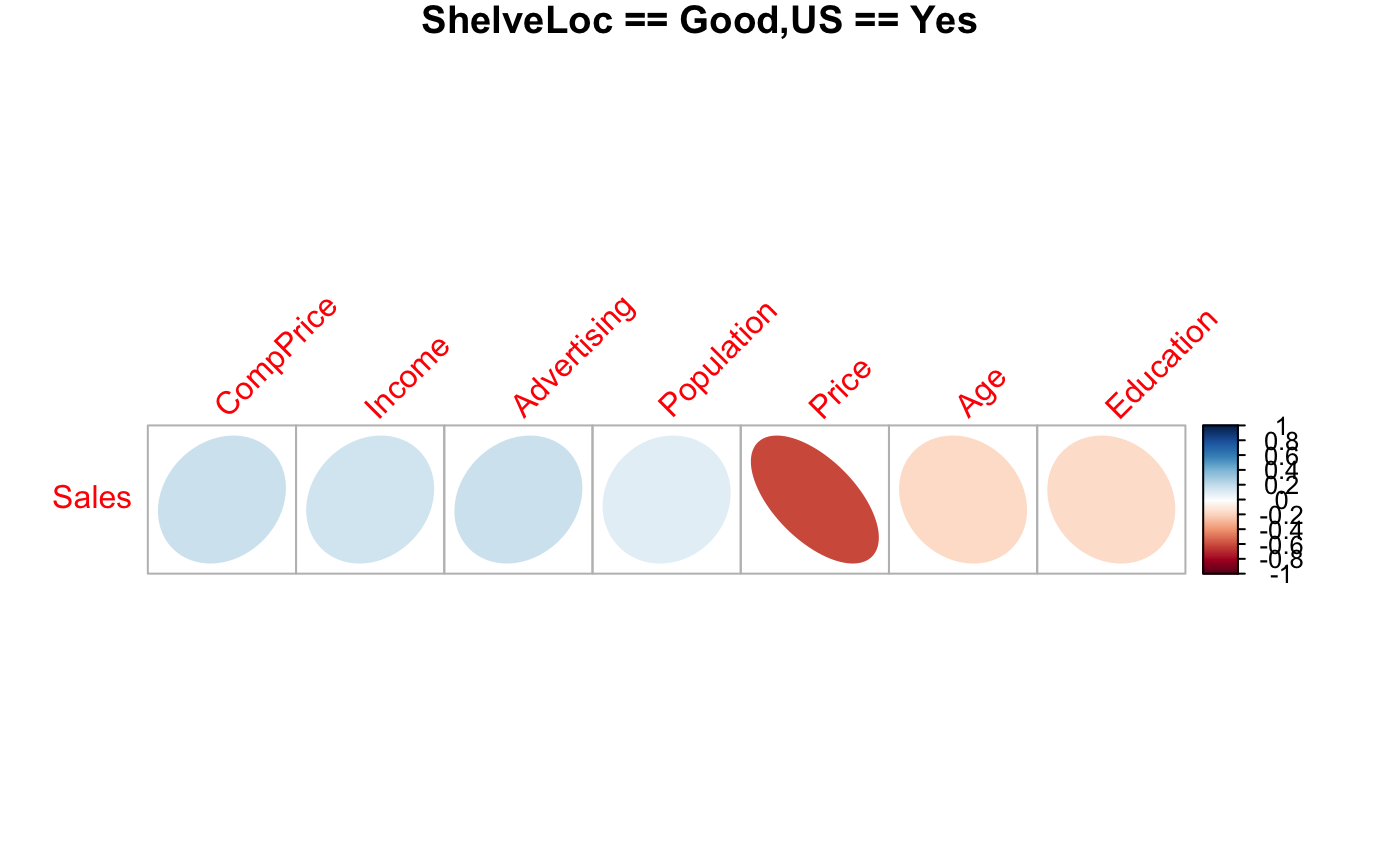 ShelveLoc == Good,US == Yes
CompPrice
Income
Advertising
Population
Price
Age
Education
Sales
1
0.8
0.6
0.4
0.2
0
-0.2
-0.4
-0.6
-0.8
-1